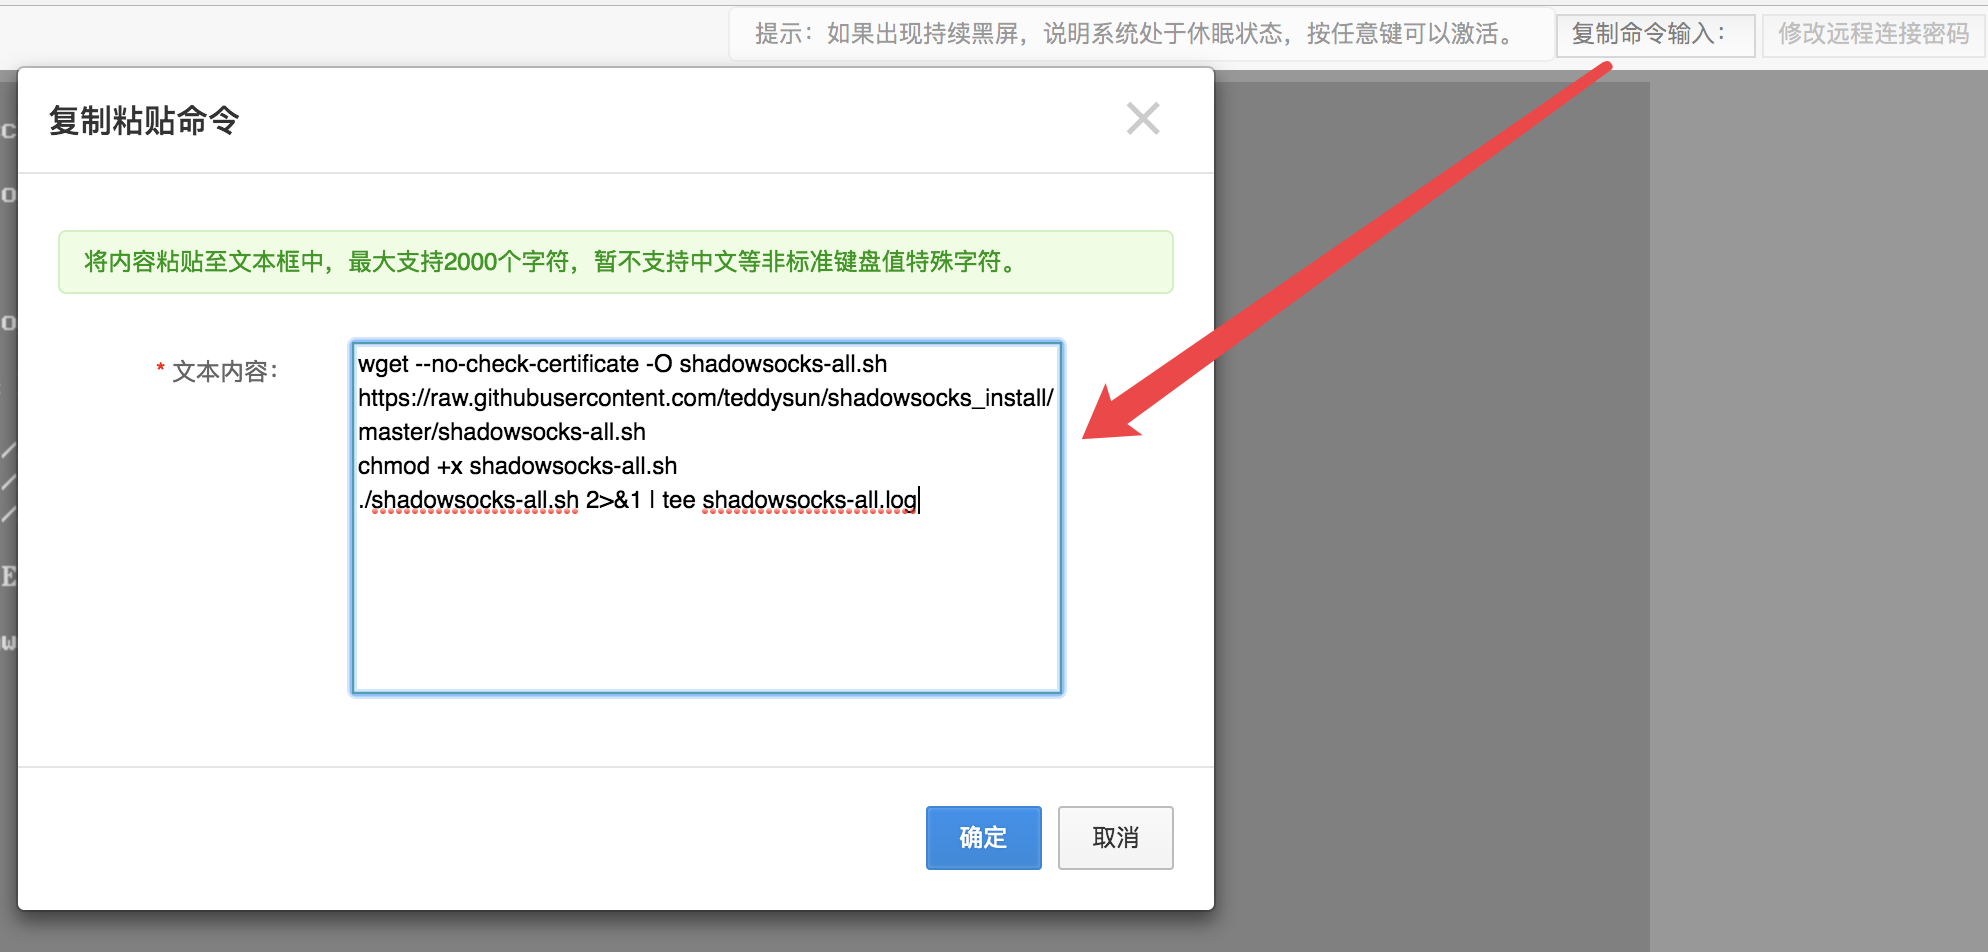 提示：如果出现持续黑屏，说明系统处于休眠状态，按任意键可以激活。
复制命令输入：
修改远程连接密码
复制粘贴命令
将内容粘贴至文本框中，最大支持2000个字符，暂不支持中文等非标准键盘值特殊字符。
* 文本内容：
wget --no-check-certificate -O shadowsocks-all.sh
https://raw.githubusercontent.com/teddysun/shadowsocks_install/
master/shadowsocks-all.sh
chmod +x shadowsocks-all.sh
./shadowsocks-all.sh 2>&1 | tee shadowsocks-all.log
确定
取消